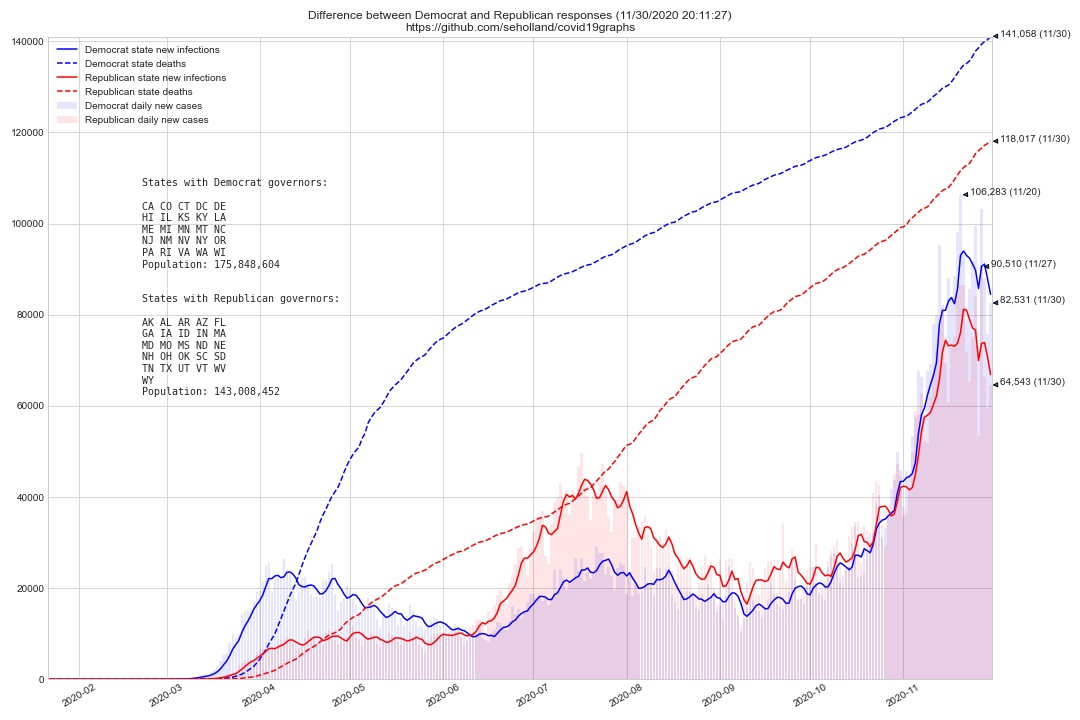 Difference between Democrat and Republican responses (11/30/2020 20:11:27)
https://github.com/seholland/covid19graphs
Democrat state new infections
Democrat state deaths
Republican state new infections
Republican state deaths
Democrat daily new cases
Republican daily new cases
States with Democrat governors:
CA CO CT DC DE
HI IL KS KY LA
ME MI MN MT NC
NJ NM NV NY OR
PA RI VA WA WI
Population: 175,848,604
States with Republican governors:
AK AL AR AZ FL
GA IA ID IN MA
MD MO MS ND NE
NH OH OK SC SD
TN TX UT VT WV
WY
Population: 143,008,452
141,058 (11/30)
118,017 (11/30)
106,283 (11/20)
90,510 (11/27)
82,531 (11/30)
64,543 (11/30)
140000
120000
100000
80000
60000
40000
20000
0
2020-02
2020-03
2020-04
2020-05
2020-06
2020-07
2020-08
2020-09
2020-10
2020-11